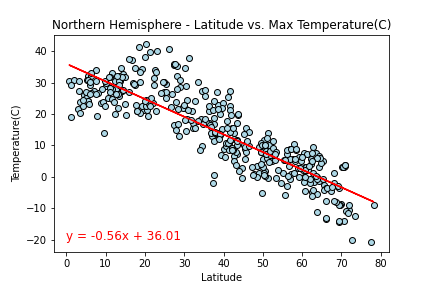 Northern Hemisphere - Latitude vs. Max Temperature(C)
Temperature(C)
40
30
20
10
0
−10
−20
y = -0.56x + 36.01
0 10 20 30 40 50 60 70 80
Latitude